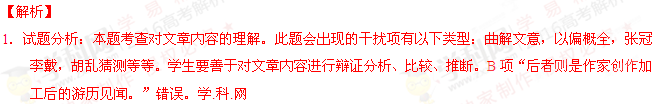 【解析】
1. 试题分析：本题考查对文章内容的理解。此题会出现的干扰项有以下类型：曲解文意，以偏概全，张冠
李戴，胡乱猜测等等。学生要善于对文章内容进行辩证分析、比较、推断。B 项“后者则是作家创作加
工后的游历见闻。”错误。学.科.网